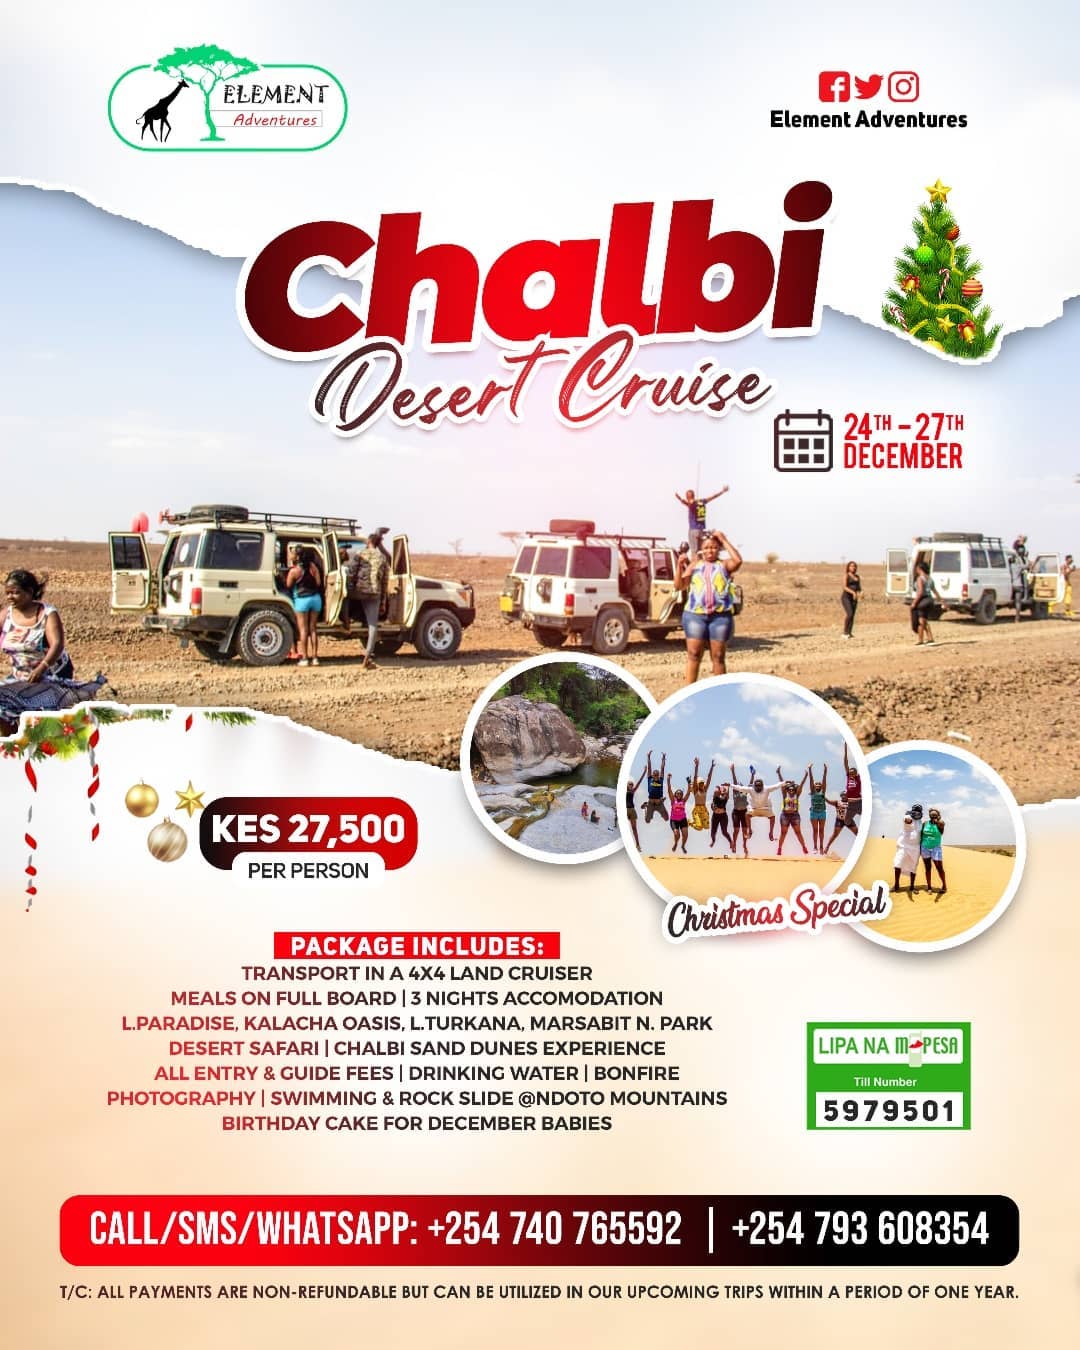 ELEMENT
Adventures
Element Adventures
Chalbi
Desert Cruise
24TH - 27TH
DECEMBER
KES 27,500
PER PERSON
Christmas Special
PACKAGE INCLUDES:
TRANSPORT IN A 4X4 LAND CRUISER
MEALS ON FULL BOARD | 3 NIGHTS ACCOMODATION
L.PARADISE, KALACHA OASIS, L.TURKANA, MARSABIT N. PARK
DESERT SAFARI | CHALBI SAND DUNES EXPERIENCE
ALL ENTRY & GUIDE FEES | DRINKING WATER | BONFIRE
PHOTOGRAPHY | SWIMMING & ROCK SLIDE @NDOTO MOUNTAINS
BIRTHDAY CAKE FOR DECEMBER BABIES
LIPA NA M-PESA
Till Number
5979501
CALL/SMS/WHATSAPP: +254 740 765592 | +254 793 608354
T/C: ALL PAYMENTS ARE NON-REFUNDABLE BUT CAN BE UTILIZED IN OUR UPCOMING TRIPS WITHIN A PERIOD OF ONE YEAR.